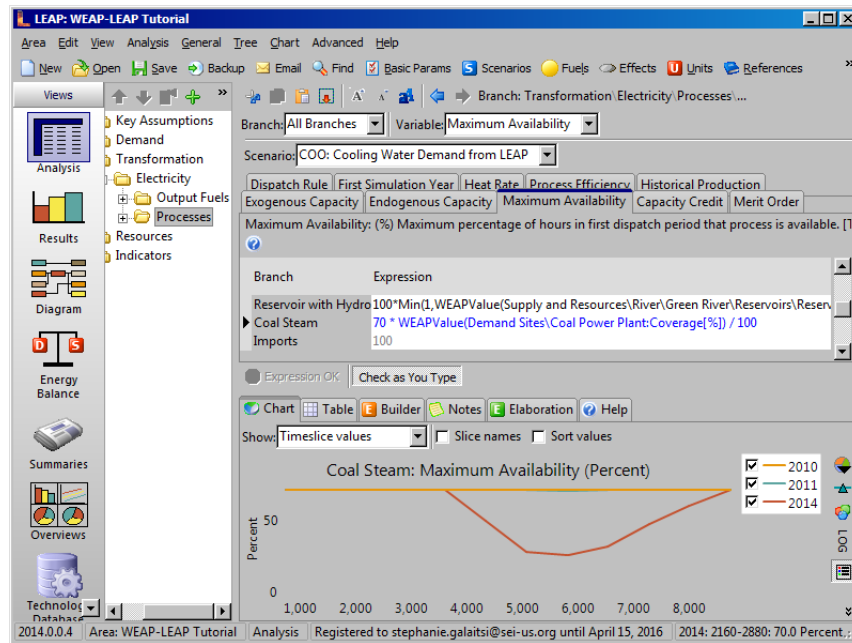 LEAP: WEAP-LEAP Tutorial
Area Edit View Analysis General Tree Chart Advanced Help
New Open Save Backup Email Find Basic Params Scenarios Fuels Effects Units References »
Views » Branch: Transformation\Electricity\Processes\...
Branch: All Branches Variable: Maximum Availability
Scenario: COO: Cooling Water Demand from LEAP
Key Assumptions
Demand
Transformation
Electricity
Output Fuels
Processes
Resources
Indicators
Analysis
Results
Diagram
Energy
Balance
Summaries
Overviews
Technolog
Database
Dispatch Rule First Simulation Year Heat Rate Process Efficiency Historical Production
Exogenous Capacity Endogenous Capacity Maximum Availability Capacity Credit Merit Order
Maximum Availability: (%) Maximum percentage of hours in first dispatch period that process is available. [T
Branch Expression
Reservoir with Hydro 100*Min(1,WEAPValue(Supply and Resources\River\Green River\Reservoirs\Reserv
Coal Steam 70 * WEAPValue(Demand Sites\Coal Power Plant:Coverage[%]) / 100
Imports 100
Expression OK Check as You Type
Chart Table Builder Notes Elaboration Help
Show: Timeslice values Slice names Sort values
Coal Steam: Maximum Availability (Percent)
2010
2011
2014
Percent
50
0
1,000 2,000 3,000 4,000 5,000 6,000 7,000 8,000
LOG
2014.0.0.4 Area: WEAP-LEAP Tutorial Analysis Registered to stephanie.galaitsi@sei-us.org until April 15, 2016 2014: 2160-2880: 70.0 Percent